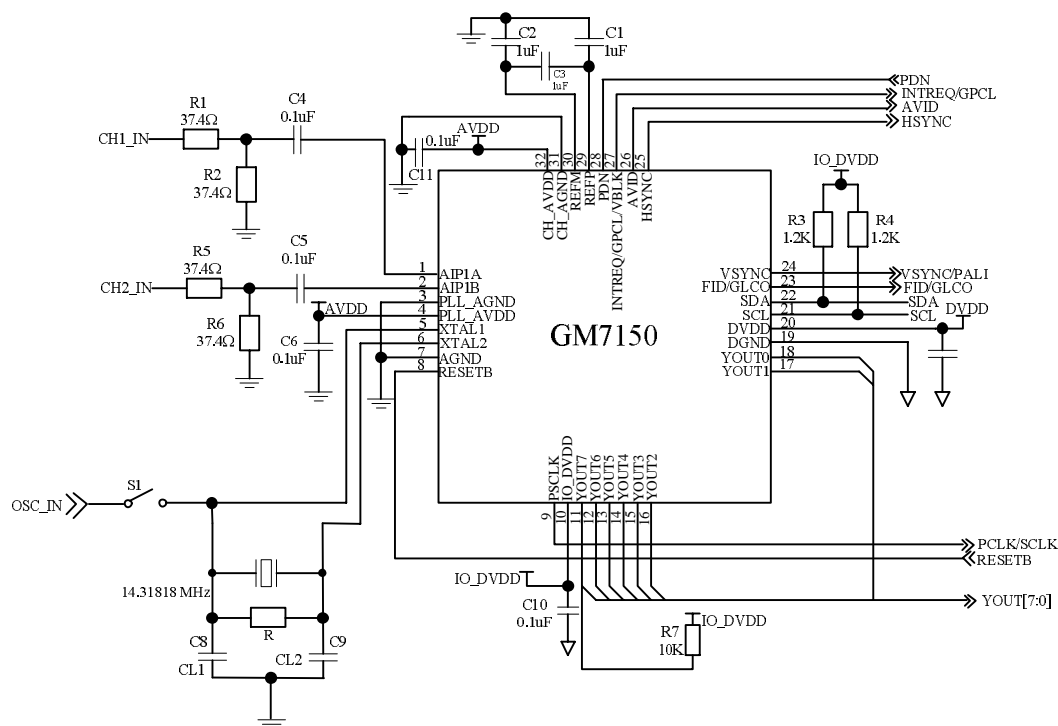 C2
1uF
C1
1uF
C3
1uF
PDN
INTREQ/GPCL
AVID
HSYNC
R1
37.4Ω
C4
0.1uF
CH1_IN
R2
37.4Ω
0.1uF
AVDD
C11
32 31 30 29 28 27 26 25
CH_AVDD
CH_AGND
REFM
REFP
PDN
INTREQ/GPCL/VBLK
AVID
HSYNC
IO_DVDD
R3
1.2K
R4
1.2K
R5
37.4Ω
C5
0.1uF
CH2_IN
R6
37.4Ω
AVDD
C6
0.1uF
1 AIP1A
2 AIP1B
3 PLL_AGND
4 PLL_AVDD
5 XTAL1
6 XTAL2
7 AGND
8 RESETB
GM7150
VSYNC 24 VSYNC/PALI
FID/GLCO 23 FID/GLCO
SDA 22 SDA
SCL 21 SCL
DVDD 20 DVDD
DGND 19
YOUT0 18
YOUT1 17
PSCLK
IO_DVDD
YOUT7
YOUT6
YOUT5
YOUT4
YOUT3
YOUT2
9 10 11 12 13 14 15 16
OSC_IN
S1
PCLK/SCLK
RESETB
14.31818 MHz
IO_DVDD
YOUT[7:0]
C10
0.1uF
IO_DVDD
R7
10K
R
C8
CL1
C9
CL2